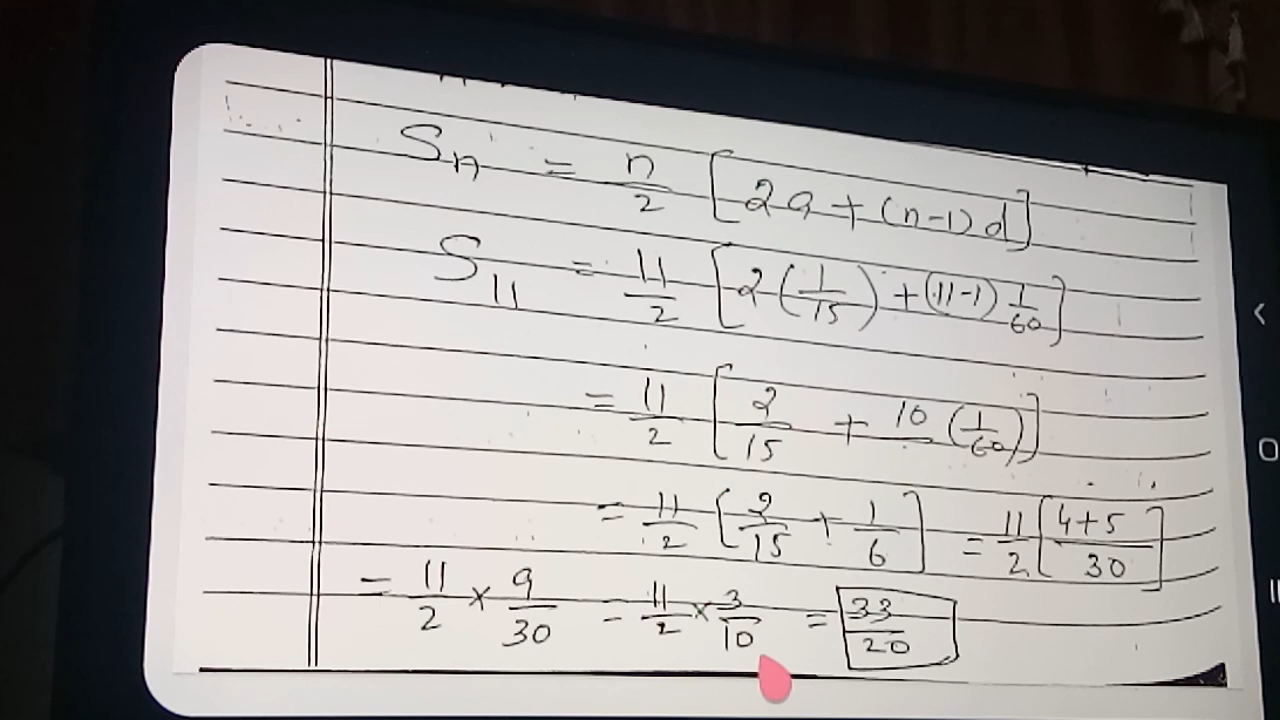 Sn = n/2 [2a + (n-1) d]
S11 = 11/2 [2(1/15) + (11-1) 1/60]
= 11/2 [2/15 + 10 (1/60)]
= 11/2 [2/15 + 1/6] = 11/2 [4+5/30]
= 11/2 × 9/30 = 11/2 × 3/10 = 33/20